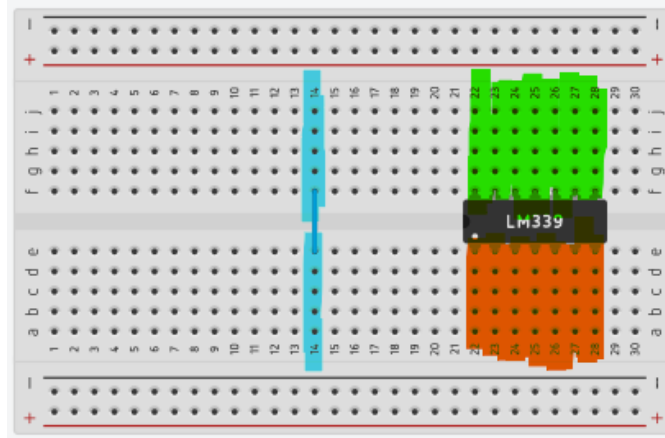 − −
+ +
1 2 3 4 5 6 7 8 9 10 11 12 13 14 15 16 17 18 19 20 21 22 23 24 25 26 27 28 29 30
j j
i i
h h
g g
f f
LM339
e e
d d
c c
b b
a a
1 2 3 4 5 6 7 8 9 10 11 12 13 14 15 16 17 18 19 20 21 22 23 24 25 26 27 28 29 30
− −
+ +